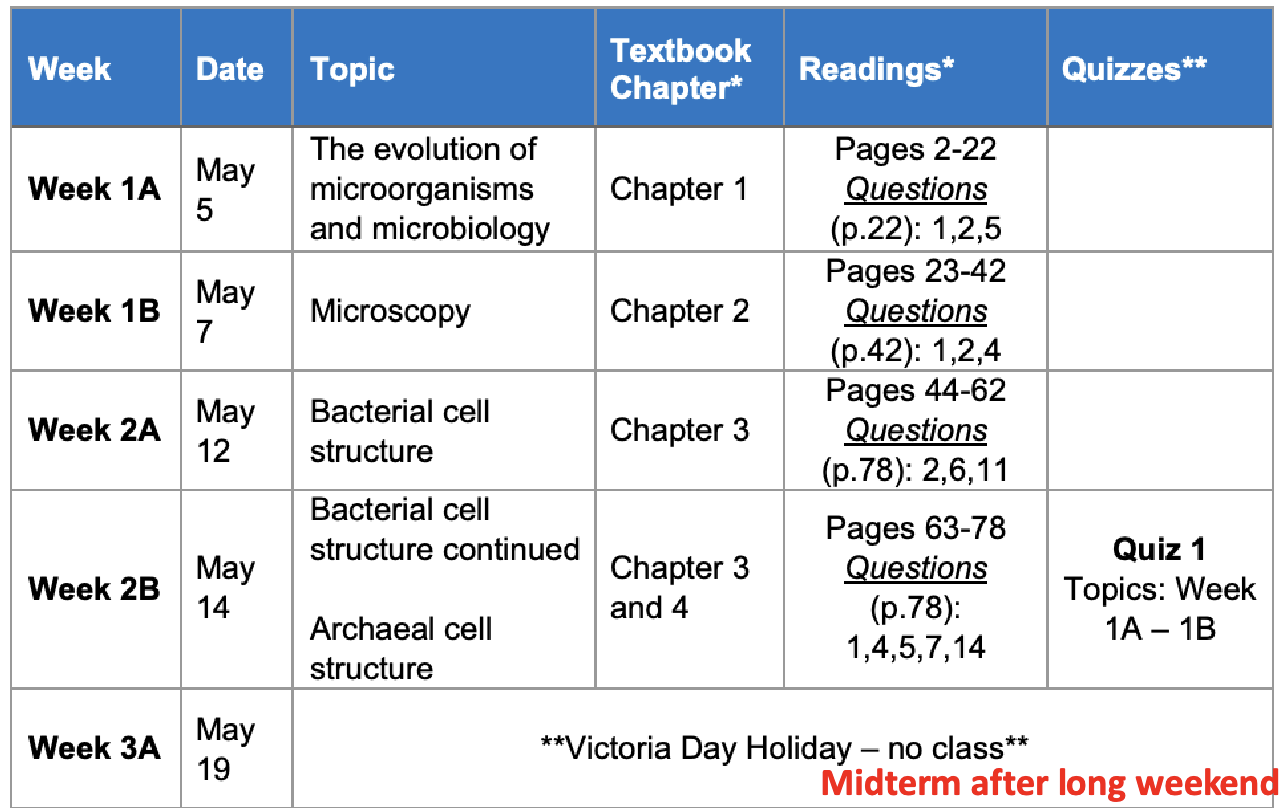 Week
Date
Topic
Textbook
Chapter*
Readings*
Quizzes**
Week 1A
May
5
The evolution of
microorganisms
and microbiology
Chapter 1
Pages 2-22
Questions
(p.22): 1,2,5
Week 1B
May
7
Microscopy
Chapter 2
Pages 23-42
Questions
(p.42): 1,2,4
Week 2A
May
12
Bacterial cell
structure
Chapter 3
Pages 44-62
Questions
(p.78): 2,6,11
Week 2B
May
14
Bacterial cell
structure continued
Archaeal cell
structure
Chapter 3
and 4
Pages 63-78
Questions
(p.78):
1,4,5,7,14
Quiz 1
Topics: Week
1A – 1B
Week 3A
May
19
**Victoria Day Holiday – no class**
Midterm after long weekend